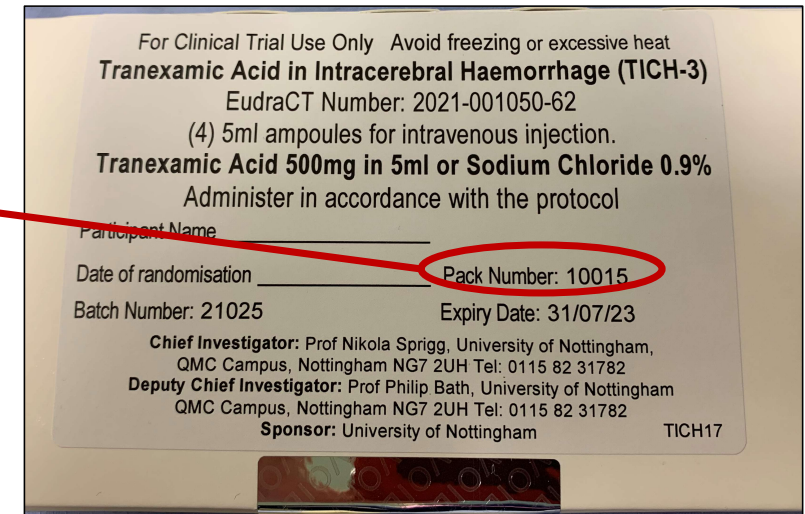 For Clinical Trial Use Only Avoid freezing or excessive heat
Tranexamic Acid in Intracerebral Haemorrhage (TICH-3)
EudraCT Number: 2021-001050-62
(4) 5ml ampoules for intravenous injection.
Tranexamic Acid 500mg in 5ml or Sodium Chloride 0.9%
Administer in accordance with the protocol
Participant Name
Date of randomisation Pack Number: 10015
Batch Number: 21025 Expiry Date: 31/07/23
Chief Investigator: Prof Nikola Sprigg, University of Nottingham,
QMC Campus, Nottingham NG7 2UH Tel: 0115 82 31782
Deputy Chief Investigator: Prof Philip Bath, University of Nottingham
QMC Campus, Nottingham NG7 2UH Tel: 0115 82 31782
Sponsor: University of Nottingham TICH17